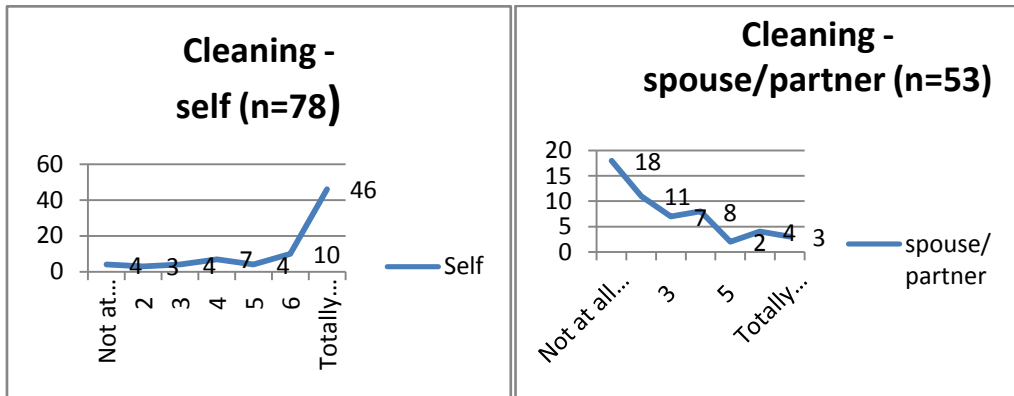 Cleaning -
self (n=78)
60
40
20
0
4
3
4
7
4
10
46
Not at...
2
3
4
5
6
Totally...
Self
Cleaning -
spouse/partner (n=53)
20
15
10
5
0
18
11
7
8
2
4
3
Not at all...
3
5
Totally...
spouse/
partner